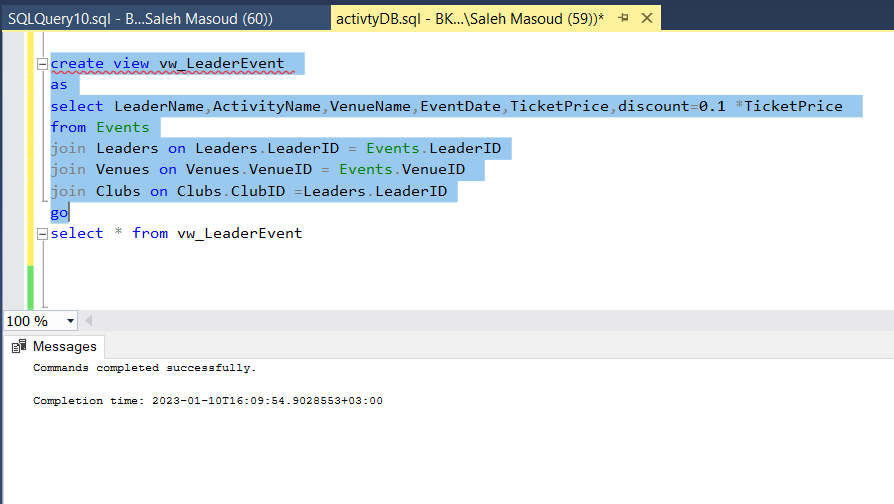 SQLQuery10.sql - B...Saleh Masoud (60))
activtyDB.sql - BK...\Saleh Masoud (59))*
create view vw_LeaderEvent
as
select LeaderName,ActivityName,VenueName,EventDate,TicketPrice,discount=0.1 *TicketPrice
from Events
join Leaders on Leaders.LeaderID = Events.LeaderID
join Venues on Venues.VenueID = Events.VenueID
join Clubs on Clubs.ClubID =Leaders.LeaderID
go
select * from vw_LeaderEvent
100 %
Messages
Commands completed successfully.
Completion time: 2023-01-10T16:09:54.9028553+03:00